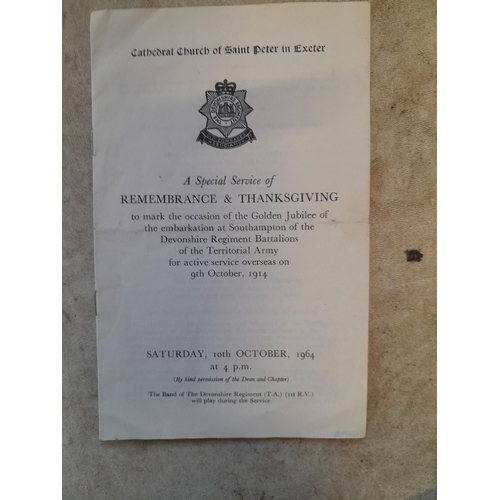 Cathedral Church of Saint Peter in Exeter
A Special Service of
REMEMBRANCE & THANKSGIVING
to mark the occasion of the Golden Jubilee of
the embarkation at Southampton of the
Devonshire Regiment Battalions
of the Territorial Army
for active service overseas on
9th October, 1914
SATURDAY, 10th OCTOBER, 1964
at 4 p.m.
(By kind permission of the Dean and Chapter)
The Band of The Devonshire Regiment (T.A.) (1st R.V.)
will play during the Service